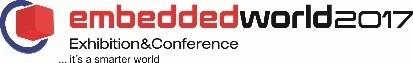 embeddedworld2017
Exhibition&Conference
... it's a smarter world